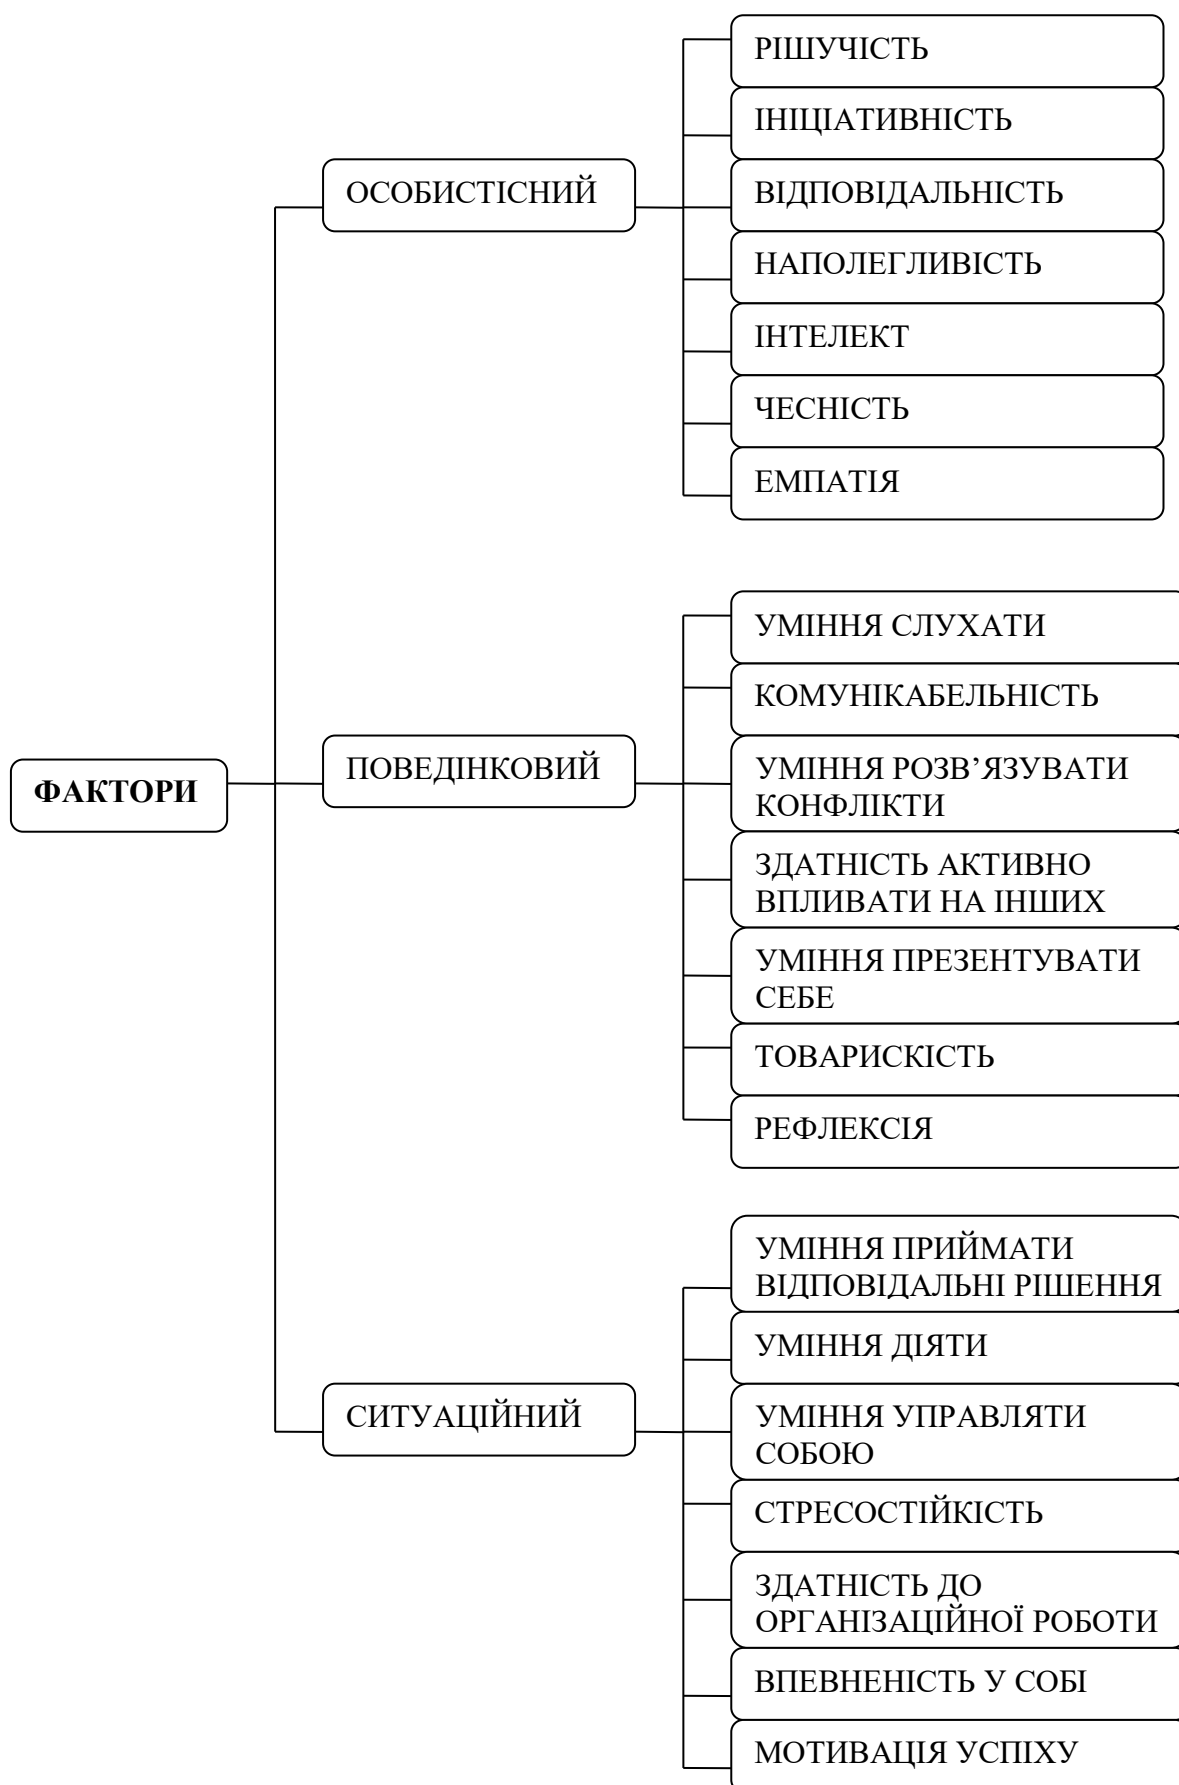 ФАКТОРИ
ОСОБИСТІСНИЙ
РІШУЧІСТЬ
ІНІЦІАТИВНІСТЬ
ВІДПОВІДАЛЬНІСТЬ
НАПОЛЕГЛИВІСТЬ
ІНТЕЛЕКТ
ЧЕСНІСТЬ
ЕМПАТІЯ
ПОВЕДІНКОВИЙ
УМІННЯ СЛУХАТИ
КОМУНІКАБЕЛЬНІСТЬ
УМІННЯ РОЗВ’ЯЗУВАТИ
КОНФЛІКТИ
ЗДАТНІСТЬ АКТИВНО
ВПЛИВАТИ НА ІНШИХ
УМІННЯ ПРЕЗЕНТУВАТИ
СЕБЕ
ТОВАРИСКІСТЬ
РЕФЛЕКСІЯ
СИТУАЦІЙНИЙ
УМІННЯ ПРИЙМАТИ
ВІДПОВІДАЛЬНІ РІШЕННЯ
УМІННЯ ДІЯТИ
УМІННЯ УПРАВЛЯТИ
СОБОЮ
СТРЕСОСТІЙКІСТЬ
ЗДАТНІСТЬ ДО
ОРГАНІЗАЦІЙНОЇ РОБОТИ
ВПЕВНЕНІСТЬ У СОБІ
МОТИВАЦІЯ УСПІХУ